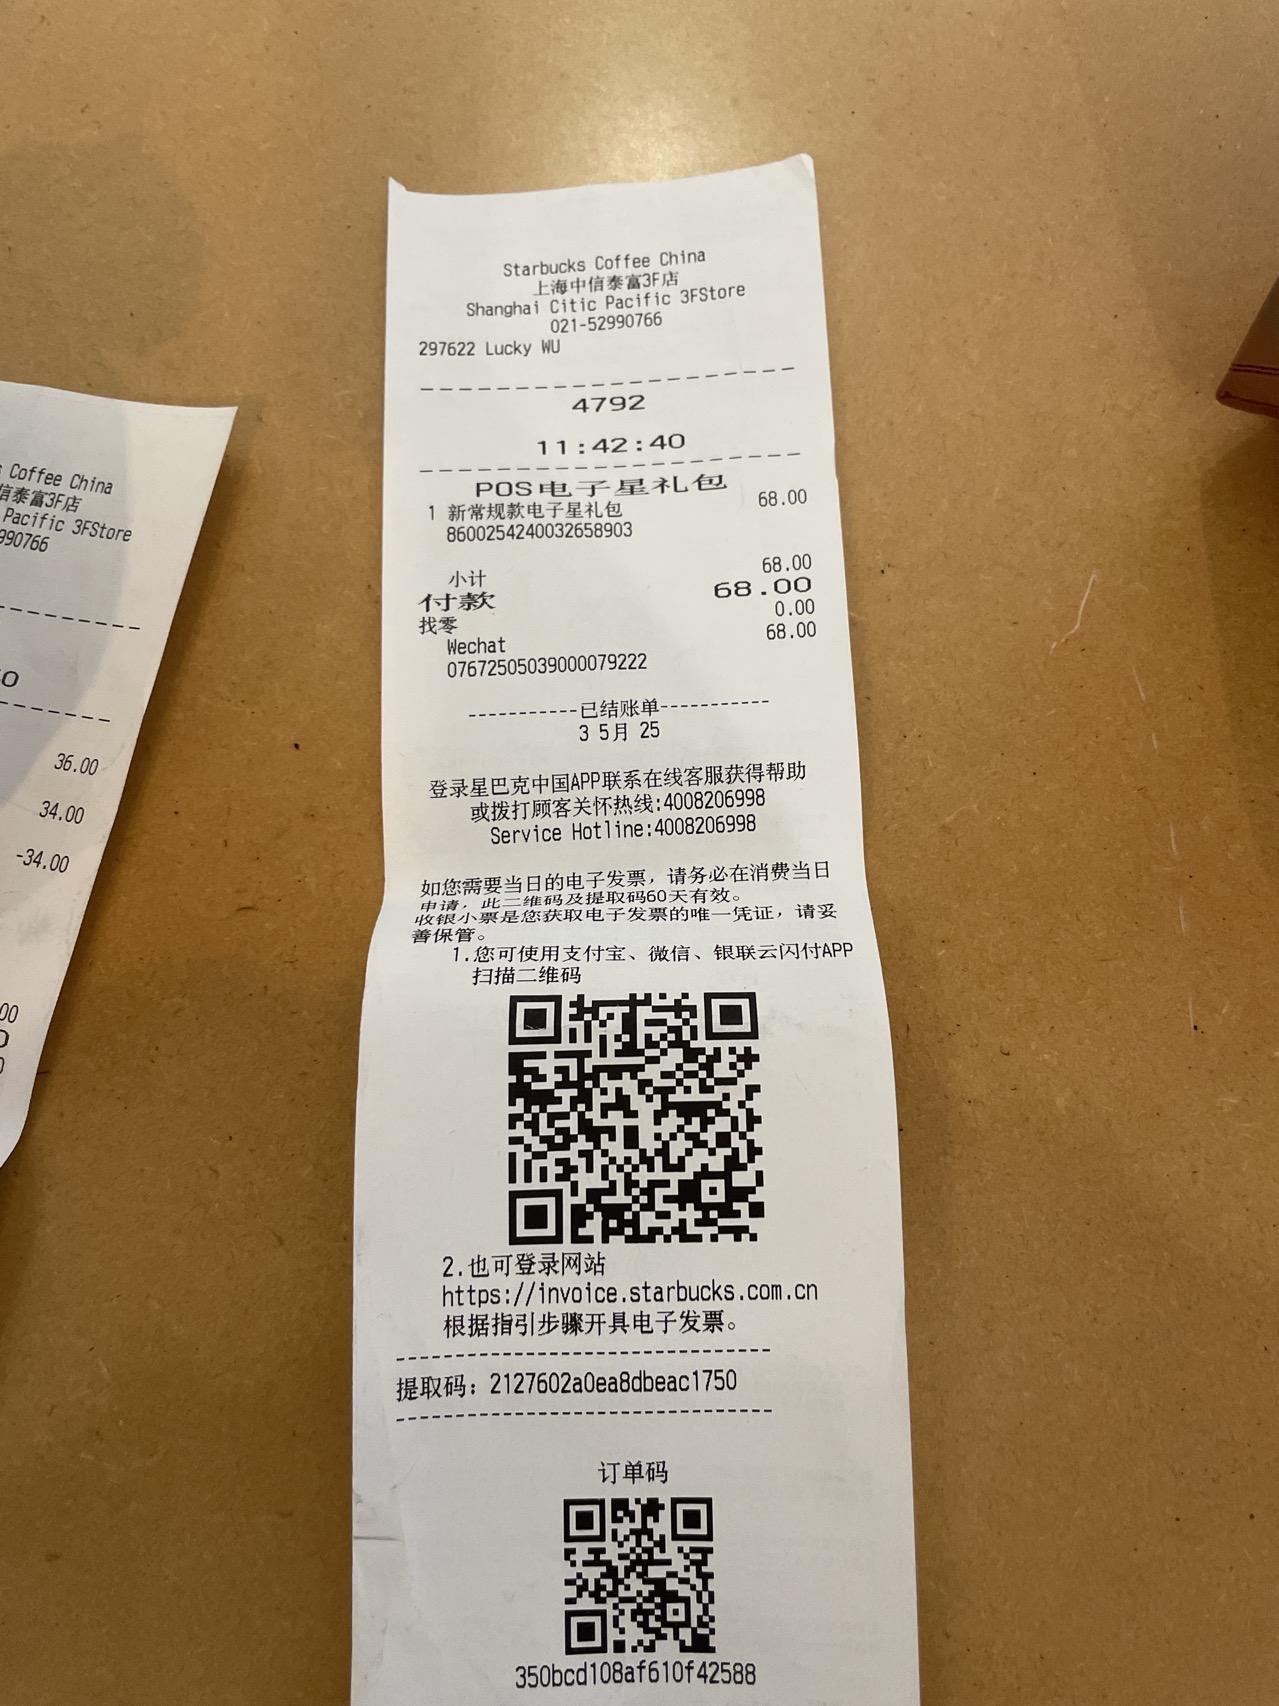 Starbucks Coffee China
上海中信泰富3F店
Shanghai Citic Pacific 3FStore
021-52990766
297622 Lucky WU
4792
11:42:40
POS电子星礼包
1 新常规款电子星礼包 68.00
8600254240032658903
小计 68.00
付款 68.00
找零 0.00
Wechat 68.00
07672505039000079222
-----------已结账单-----------
3 5月 25
登录星巴克中国APP联系在线客服获得帮助
或拨打顾客关怀热线:4008206998
Service Hotline:4008206998
如您需要当日的电子发票，请务必在消费当日
申请，此二维码及提取码60天有效。
收银小票是您获取电子发票的唯一凭证，请妥
善保管。
1.您可使用支付宝、微信、银联云闪付APP
扫描二维码
2.也可登录网站
https://invoice.starbucks.com.cn
根据指引步骤开具电子发票。
提取码：2127602a0ea8dbeac1750
订单码
350bcd108af610f42588
Coffee China
信泰富3F店
Pacific 3FStore
990766
36.00
34.00
-34.00